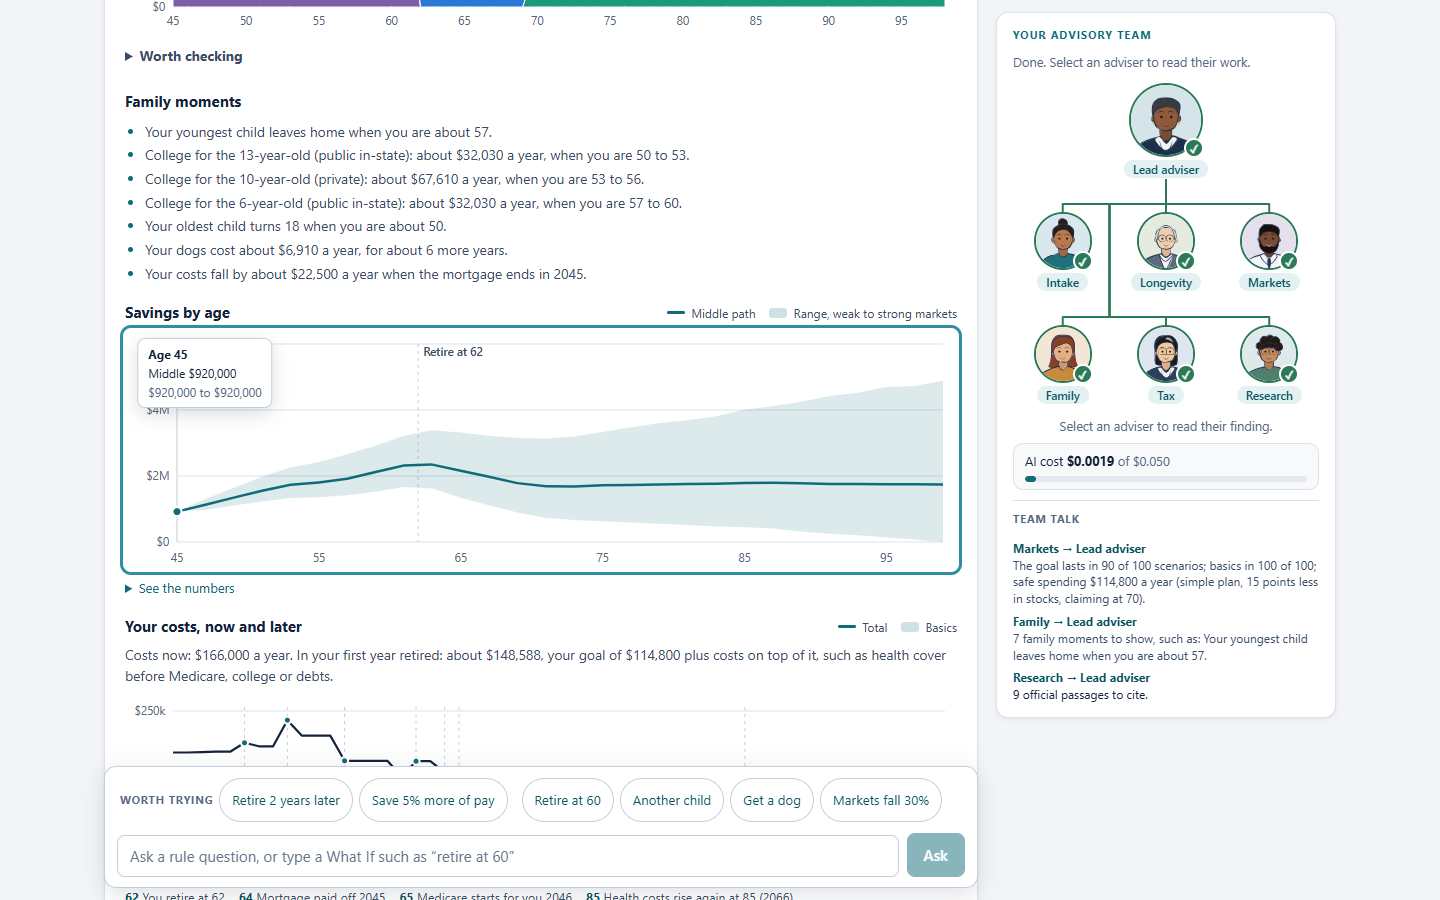 $0
45 50 55 60 65 70 75 80 85 90 95
Worth checking
Family moments
Your youngest child leaves home when you are about 57.
College for the 13-year-old (public in-state): about $32,030 a year, when you are 50 to 53.
College for the 10-year-old (private): about $67,610 a year, when you are 53 to 56.
College for the 6-year-old (public in-state): about $32,030 a year, when you are 57 to 60.
Your oldest child turns 18 when you are about 50.
Your dogs cost about $6,910 a year, for about 6 more years.
Your costs fall by about $22,500 a year when the mortgage ends in 2045.
Savings by age
Middle path Range, weak to strong markets
Age 45
Middle $920,000
$920,000 to $920,000
Retire at 62
$4M
$2M
$0
45 55 65 75 85 95
See the numbers
Your costs, now and later
Total Basics
Costs now: $166,000 a year. In your first year retired: about $148,588, your goal of $114,800 plus costs on top of it, such as health cover
before Medicare, college or debts.
$250k
WORTH TRYING Retire 2 years later Save 5% more of pay Retire at 60 Another child Get a dog Markets fall 30%
Ask a rule question, or type a What If such as “retire at 60”
Ask
62 You retire at 62 64 Mortgage paid off 2045 65 Medicare starts for you 2046 85 Health costs rise again at 85 (2066)
YOUR ADVISORY TEAM
Done. Select an adviser to read their work.
Lead adviser
Intake Longevity Markets
Family Tax Research
Select an adviser to read their finding.
AI cost $0.0019 of $0.050
TEAM TALK
Markets → Lead adviser
The goal lasts in 90 of 100 scenarios; basics in 100 of 100;
safe spending $114,800 a year (simple plan, 15 points less
in stocks, claiming at 70).
Family → Lead adviser
7 family moments to show, such as: Your youngest child
leaves home when you are about 57.
Research → Lead adviser
9 official passages to cite.